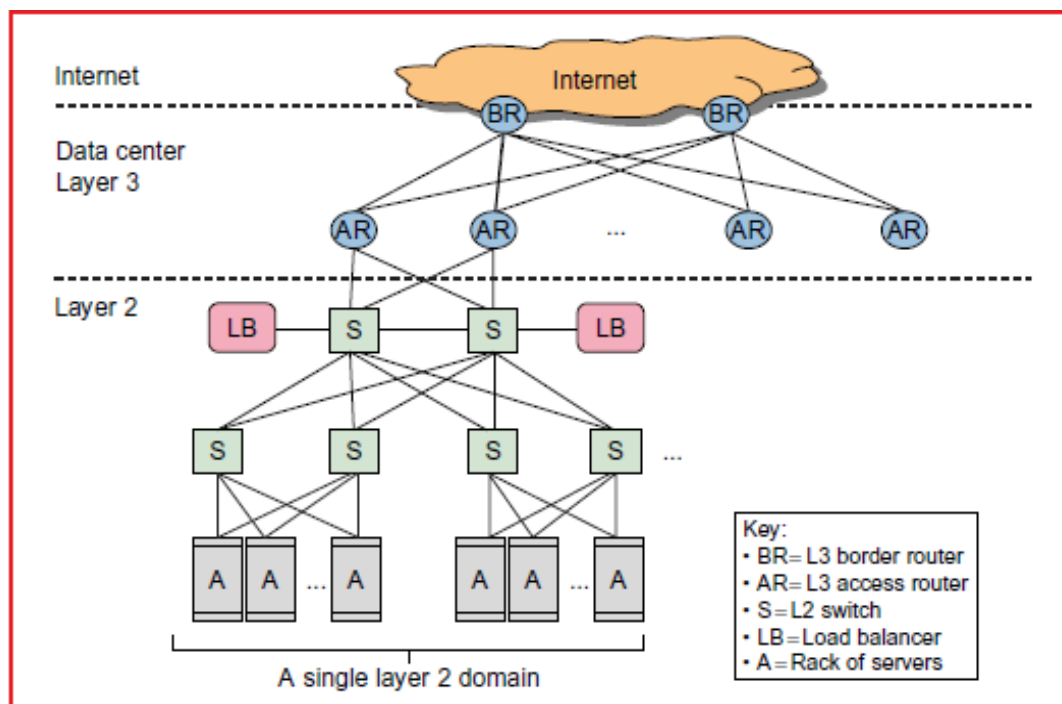 Internet
Internet
BR BR
Data center
Layer 3
AR AR ... AR AR
Layer 2
LB S S LB
S S S S ...
A A ... A A A ... A
A single layer 2 domain
Key:
• BR=L3 border router
• AR=L3 access router
• S=L2 switch
• LB=Load balancer
• A=Rack of servers